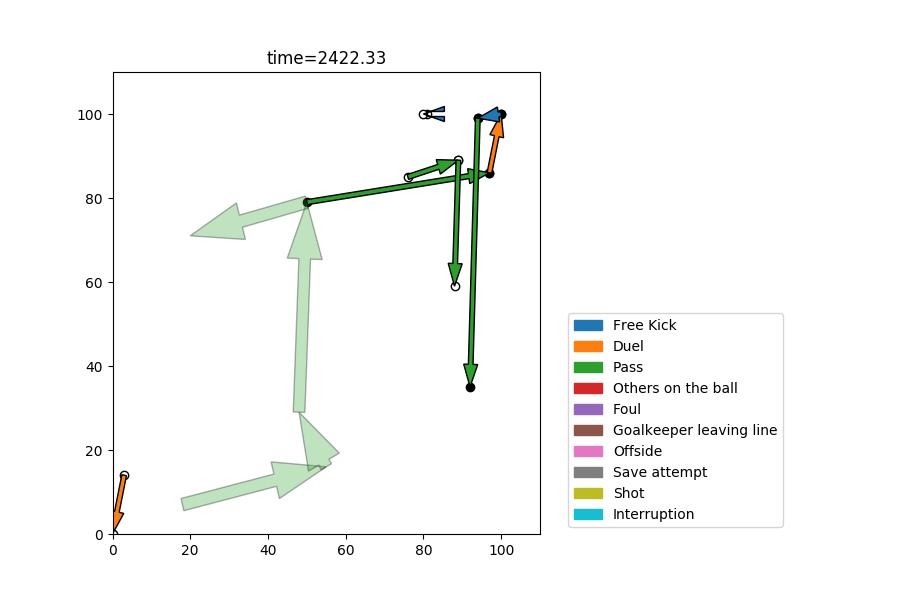 time=2422.33
100
80
60
40
20
0
0
20
40
60
80
100
Free Kick
Duel
Pass
Others on the ball
Foul
Goalkeeper leaving line
Offside
Save attempt
Shot
Interruption